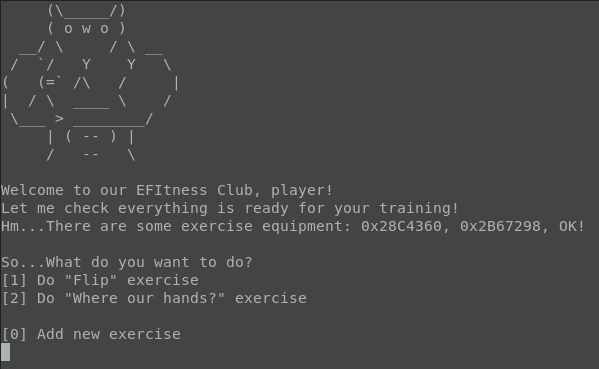 (\_____/)
     ( o w o )
  __/ \     / \ __
 /  `/   Y    Y   \
(   (=` /\   /     |
|  / \  ____ \    /
 \___ > ________/
     | ( -- ) |
     /   --   \
Welcome to our EFItness Club, player!
Let me check everything is ready for your training!
Hm...There are some exercise equipment: 0x28C4360, 0x2B67298, OK!
So...What do you want to do?
[1] Do "Flip" exercise
[2] Do "Where our hands?" exercise
[0] Add new exercise